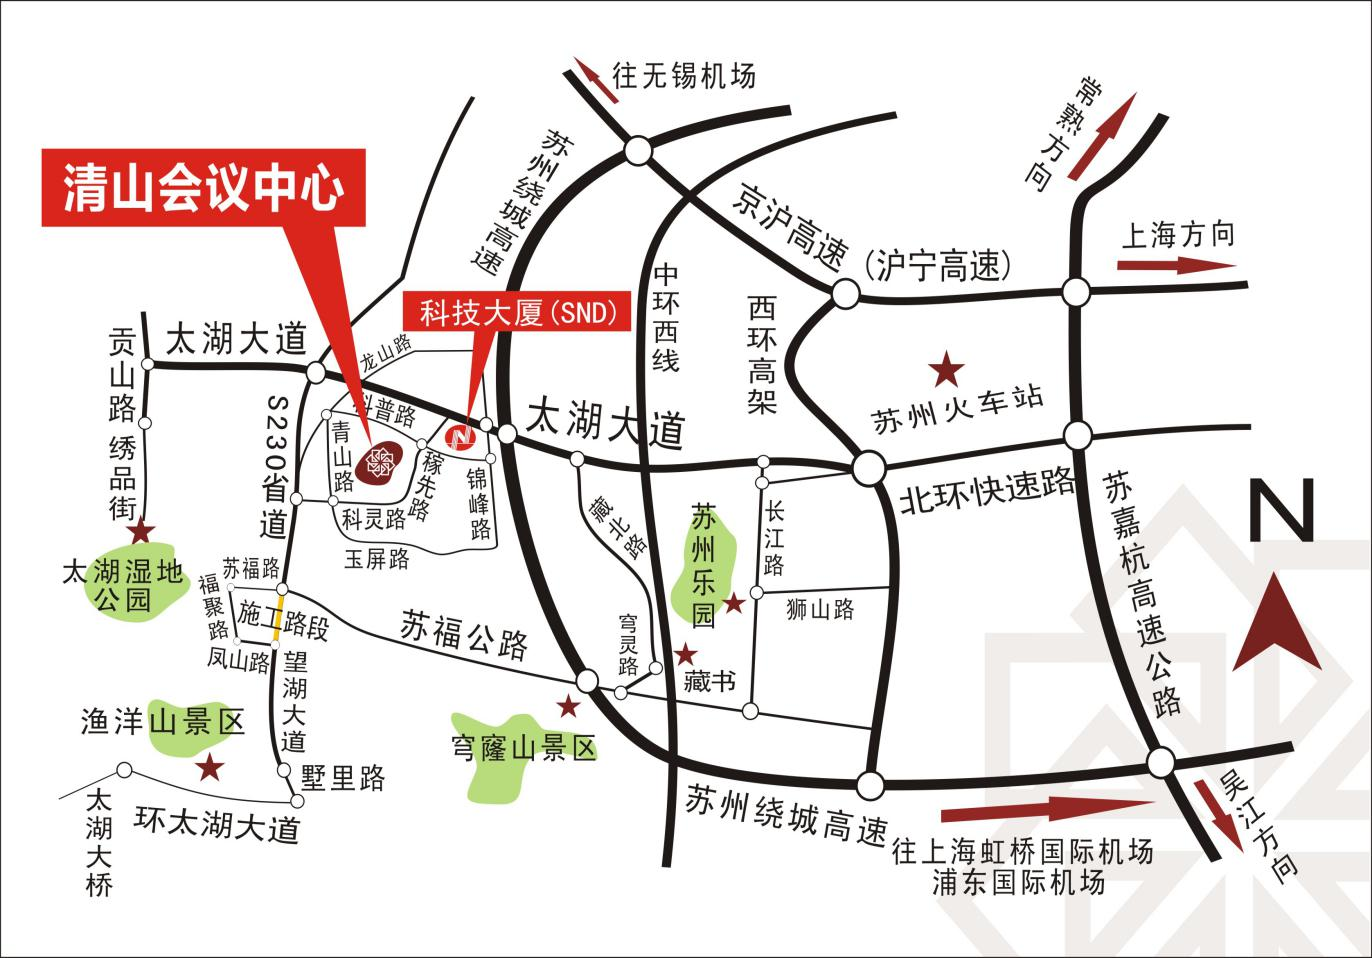 往无锡机场
常熟方向
苏州绕城高速
清山会议中心
京沪高速
(沪宁高速)
上海方向
中环西线
西环高架
科技大厦(SND)
贡山路
太湖大道
龙山路
科普路
苏州火车站
S230省道
青山路
太湖大道
绣品街
稼先路
锦峰路
北环快速路
N
苏嘉杭高速公路
科灵路
藏北路
苏州乐园
长江路
玉屏路
太湖湿地
公园
苏福路
福聚路
施工路段
狮山路
苏福公路
穹灵路
凤山路
望湖大道
藏书
渔洋山景区
穹窿山景区
墅里路
太湖大桥
环太湖大道
苏州绕城高速
吴江方向
往上海虹桥国际机场
浦东国际机场